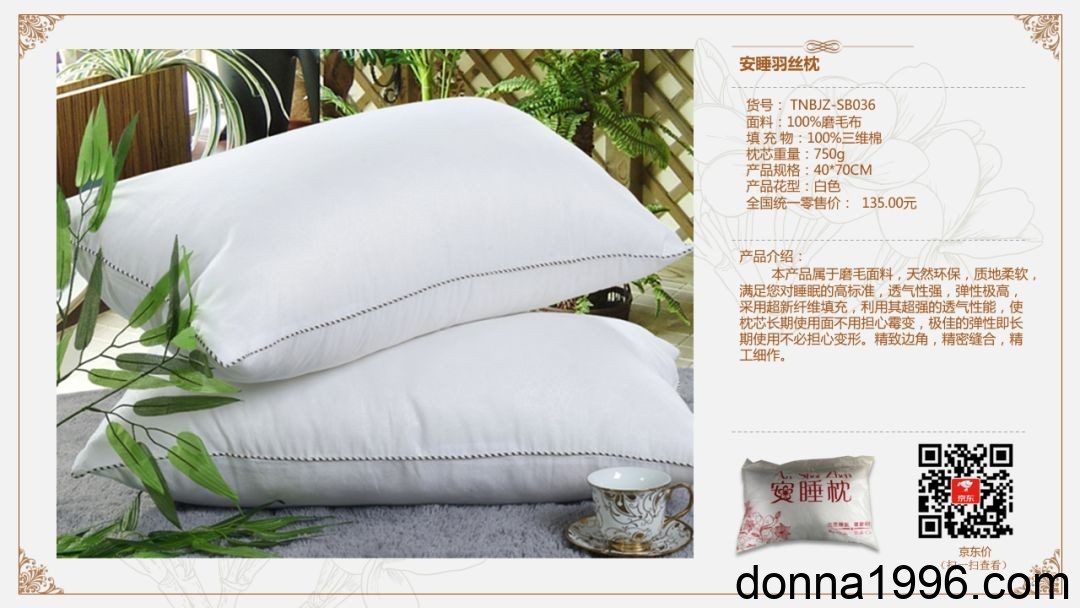 安睡羽丝枕
货号： TNBJZ-SB036
面料：100%磨毛布
填 充 物：100%三维棉
枕芯重量：750g
产品规格：40*70CM
产品花型：白色
全国统一零售价： 135.00元
产品介绍：
本产品属于磨毛面料，天然环保，质地柔软，
满足您对睡眠的高标准，透气性强，弹性极高，
采用超新纤维填充，利用其超强的透气性能，使
枕芯长期使用面不用担心霉变，极佳的弹性即长
期使用不必担心变形。精致边角，精密缝合，精
工细作。
安睡枕
京东
京东价
（扫一扫查看）
donna1996.com